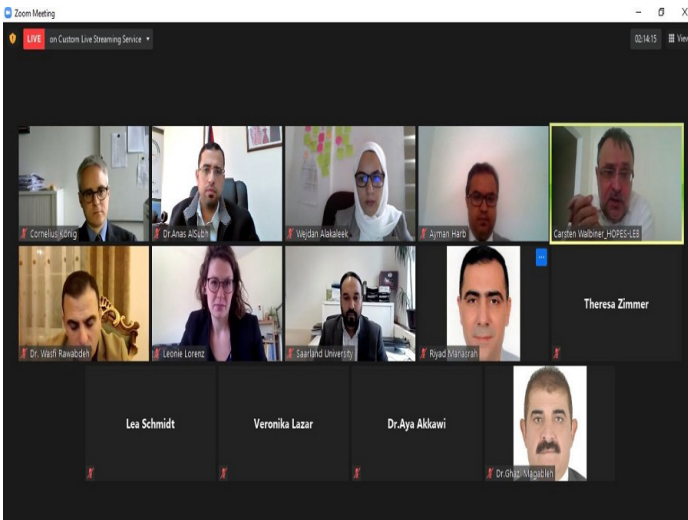 Zoom Meeting
LIVE on Custom Live Streaming Service
02:14:15 View
Cornelius König
Dr.Anas AlSubh
Wejdan Alakaleek
Ayman Harb
Carsten Walbiner_HOPES-LEB
Dr. Wasfi Rawabdeh
Leonie Lorenz
Saarland University
Riyad Manasrah
Theresa Zimmer
Lea Schmidt
Veronika Lazar
Dr.Aya Akkawi
Dr.Ghazi Magableh